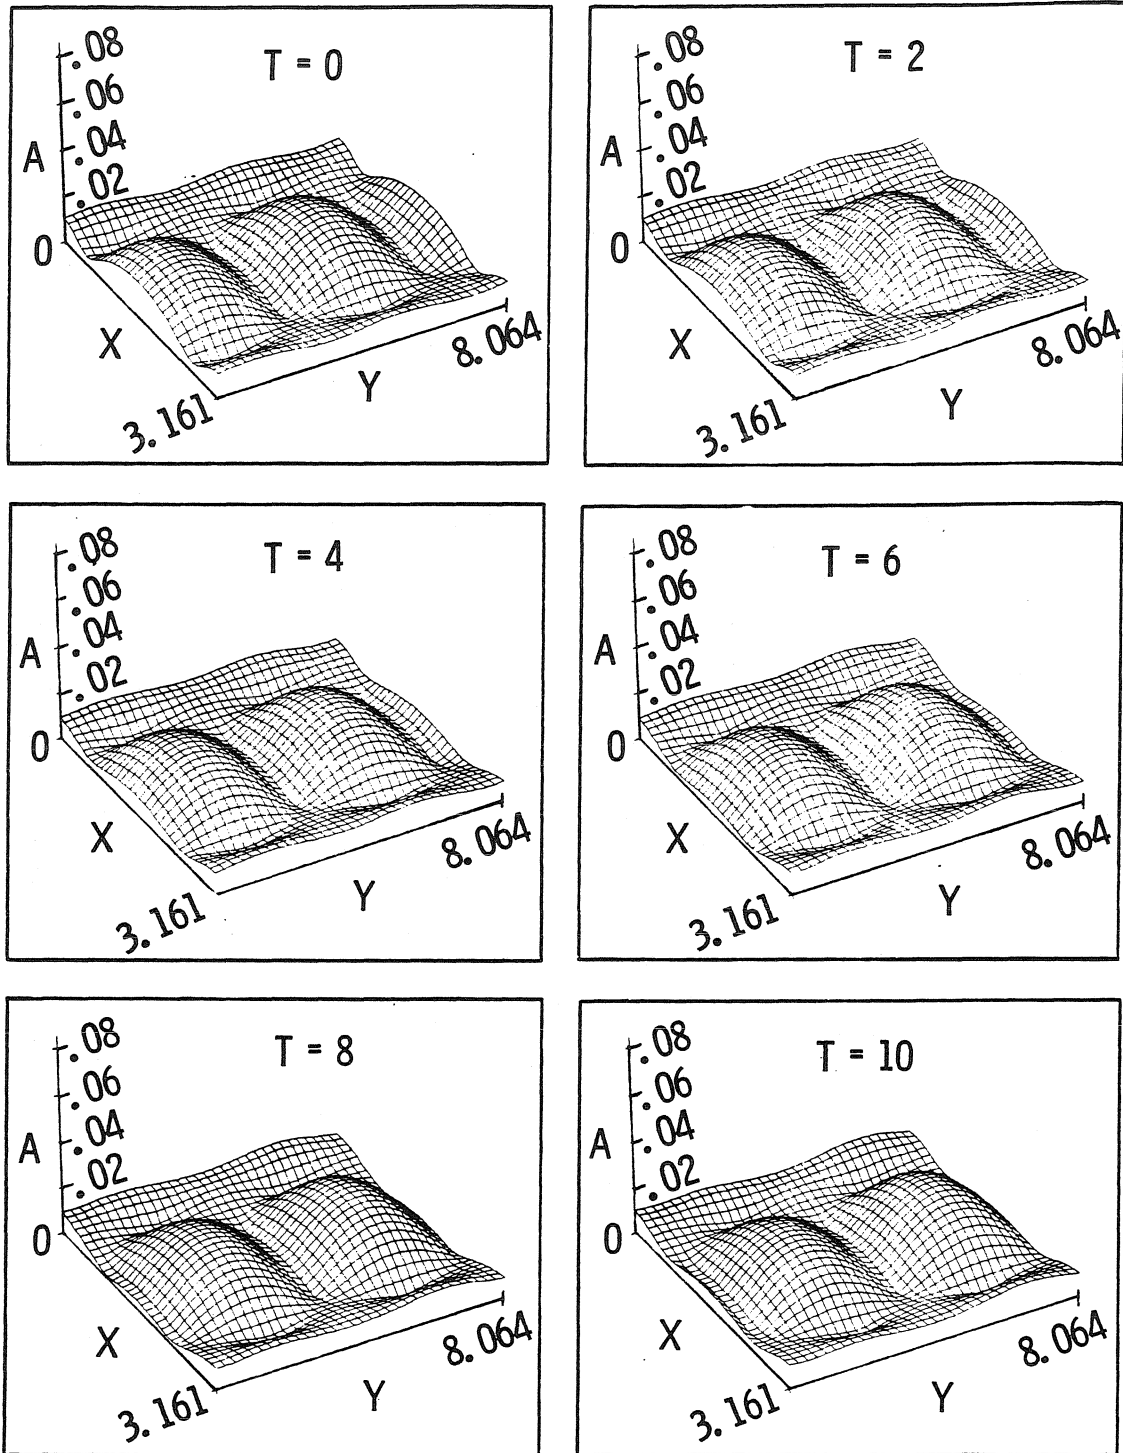 T = 0
.08
.06
.04
.02
A
0
X
3.161
Y
8.064
T = 2
.08
.06
.04
.02
A
0
X
3.161
Y
8.064
T = 4
.08
.06
.04
.02
A
0
X
3.161
Y
8.064
T = 6
.08
.06
.04
.02
A
0
X
3.161
Y
8.064
T = 8
.08
.06
.04
.02
A
0
X
3.161
Y
8.064
T = 10
.08
.06
.04
.02
A
0
X
3.161
Y
8.064